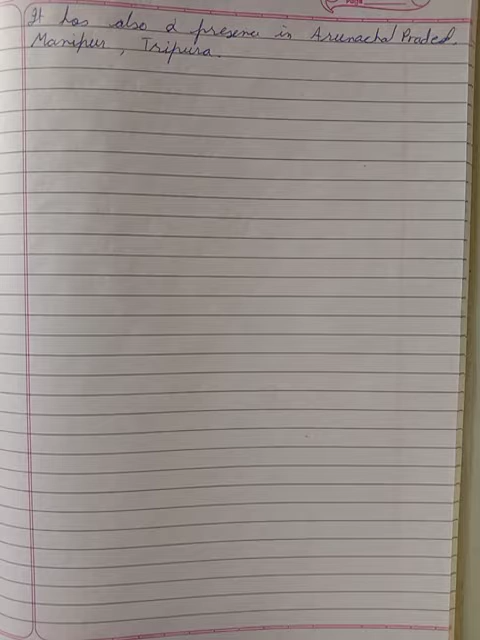 It has also a presence in Arunachal Pradesh,
Manipur, Tripura.